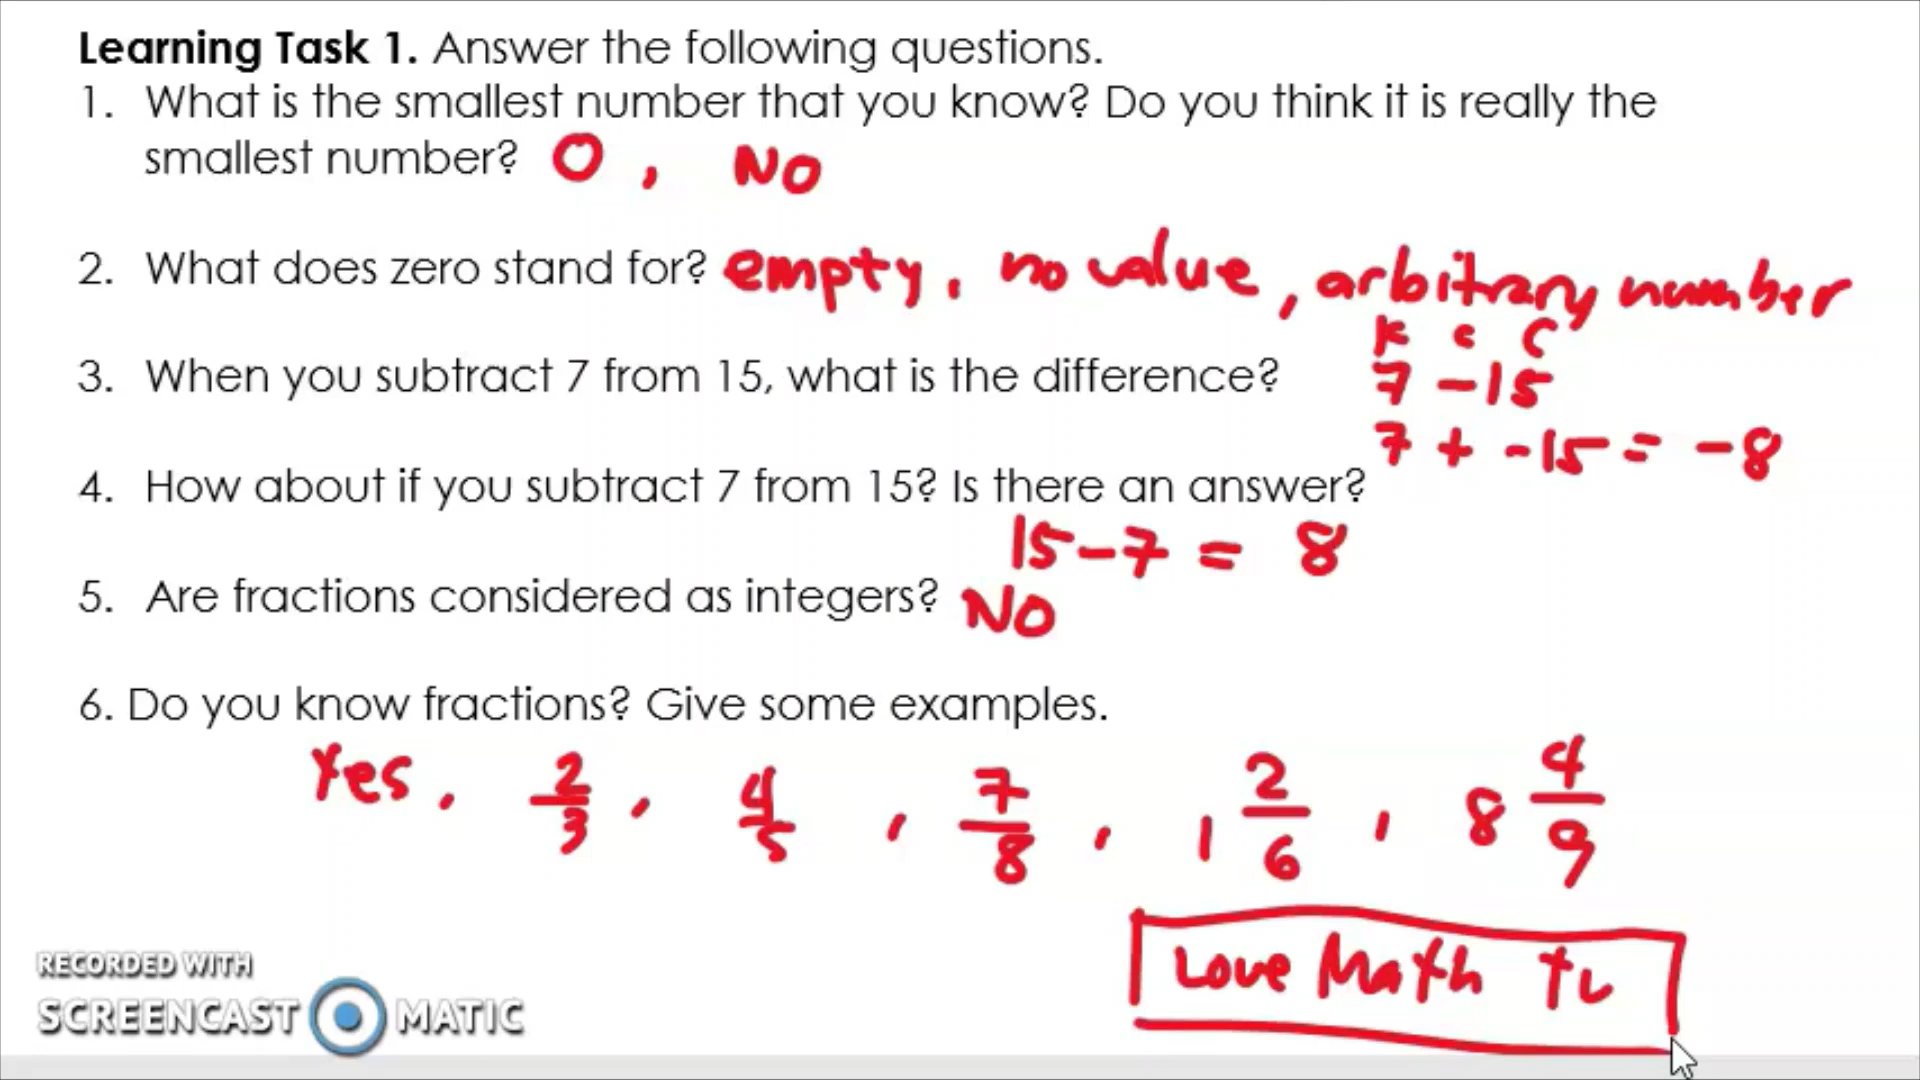 Learning Task 1. Answer the following questions.
1. What is the smallest number that you know? Do you think it is really the
smallest number? O, NO
2. What does zero stand for? empty, no value, arbitrary number
K C C
3. When you subtract 7 from 15, what is the difference? 7 - 15
7 + -15 = -8
4. How about if you subtract 7 from 15? Is there an answer?
15 - 7 = 8
5. Are fractions considered as integers? NO
6. Do you know fractions? Give some examples.
Yes, 2/3, 4/5, 7/8, 1 2/6, 8 4/9
Love Math
RECORDED WITH
SCREENCAST MATIC